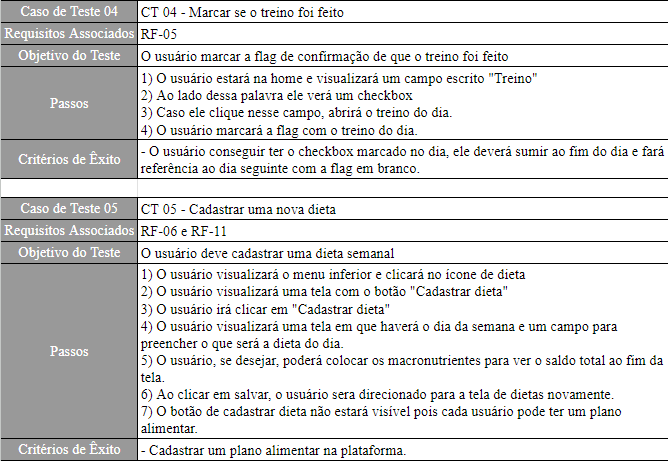 Caso de Teste 04 CT 04 - Marcar se o treino foi feito
Requisitos Associados RF-05
Objetivo do Teste O usuário marcar a flag de confirmação de que o treino foi feito
Passos
1) O usuário estará na home e visualizará um campo escrito "Treino"
2) Ao lado dessa palavra ele verá um checkbox
3) Caso ele clique nesse campo, abrirá o treino do dia.
4) O usuário marcará a flag com o treino do dia.
Critérios de Êxito
- O usuário conseguir ter o checkbox marcado no dia, ele deverá sumir ao fim do dia e fará
referência ao dia seguinte com a flag em branco.
Caso de Teste 05 CT 05 - Cadastrar uma nova dieta
Requisitos Associados RF-06 e RF-11
Objetivo do Teste O usuário deve cadastrar uma dieta semanal
Passos
1) O usuário visualizará o menu inferior e clicará no ícone de dieta
2) O usuário visualizará uma tela com o botão "Cadastrar dieta"
3) O usuário irá clicar em "Cadastrar dieta"
4) O usuário visualizará uma tela em que haverá o dia da semana e um campo para
preencher o que será a dieta do dia.
5) O usuário, se desejar, poderá colocar os macronutrientes para ver o saldo total ao fim da
tela.
6) Ao clicar em salvar, o usuário sera direcionado para a tela de dietas novamente.
7) O botão de cadastrar dieta não estará visível pois cada usuário pode ter um plano
alimentar.
Critérios de Êxito - Cadastrar um plano alimentar na plataforma.